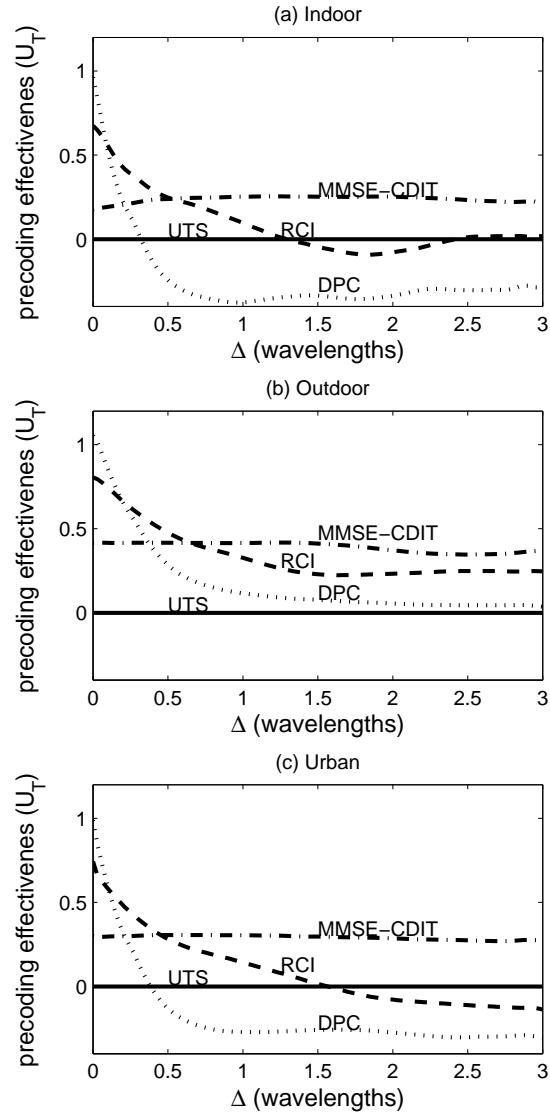 (a) Indoor
precoding effectivenes (U_T)
1
0.5
0
MMSE−CDIT
UTS
RCI
DPC
0 0.5 1 1.5 2 2.5 3
Δ (wavelengths)
(b) Outdoor
precoding effectivenes (U_T)
1
0.5
0
MMSE−CDIT
RCI
UTS
DPC
0 0.5 1 1.5 2 2.5 3
Δ (wavelengths)
(c) Urban
precoding effectivenes (U_T)
1
0.5
0
MMSE−CDIT
RCI
UTS
DPC
0 0.5 1 1.5 2 2.5 3
Δ (wavelengths)